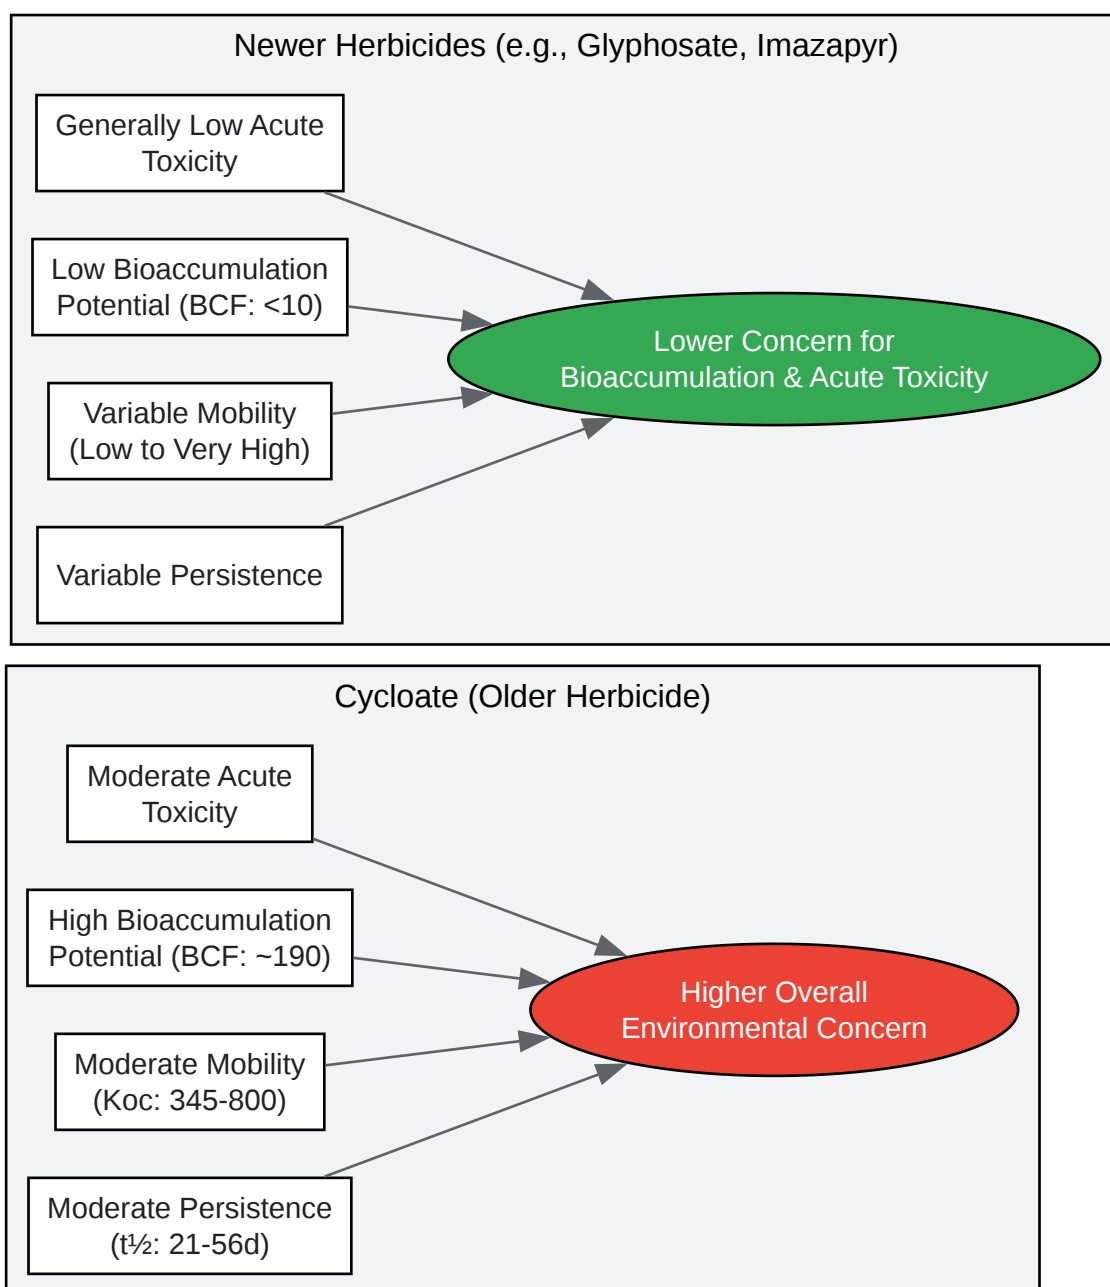 Newer Herbicides (e.g., Glyphosate, Imazapyr)
Generally Low Acute
Toxicity
Low Bioaccumulation
Potential (BCF: <10)
Lower Concern for
Bioaccumulation & Acute Toxicity
Variable Mobility
(Low to Very High)
Variable Persistence
Cycloate (Older Herbicide)
Moderate Acute
Toxicity
High Bioaccumulation
Potential (BCF: ~190)
Higher Overall
Environmental Concern
Moderate Mobility
(Koc: 345-800)
Moderate Persistence
(t½: 21-56d)